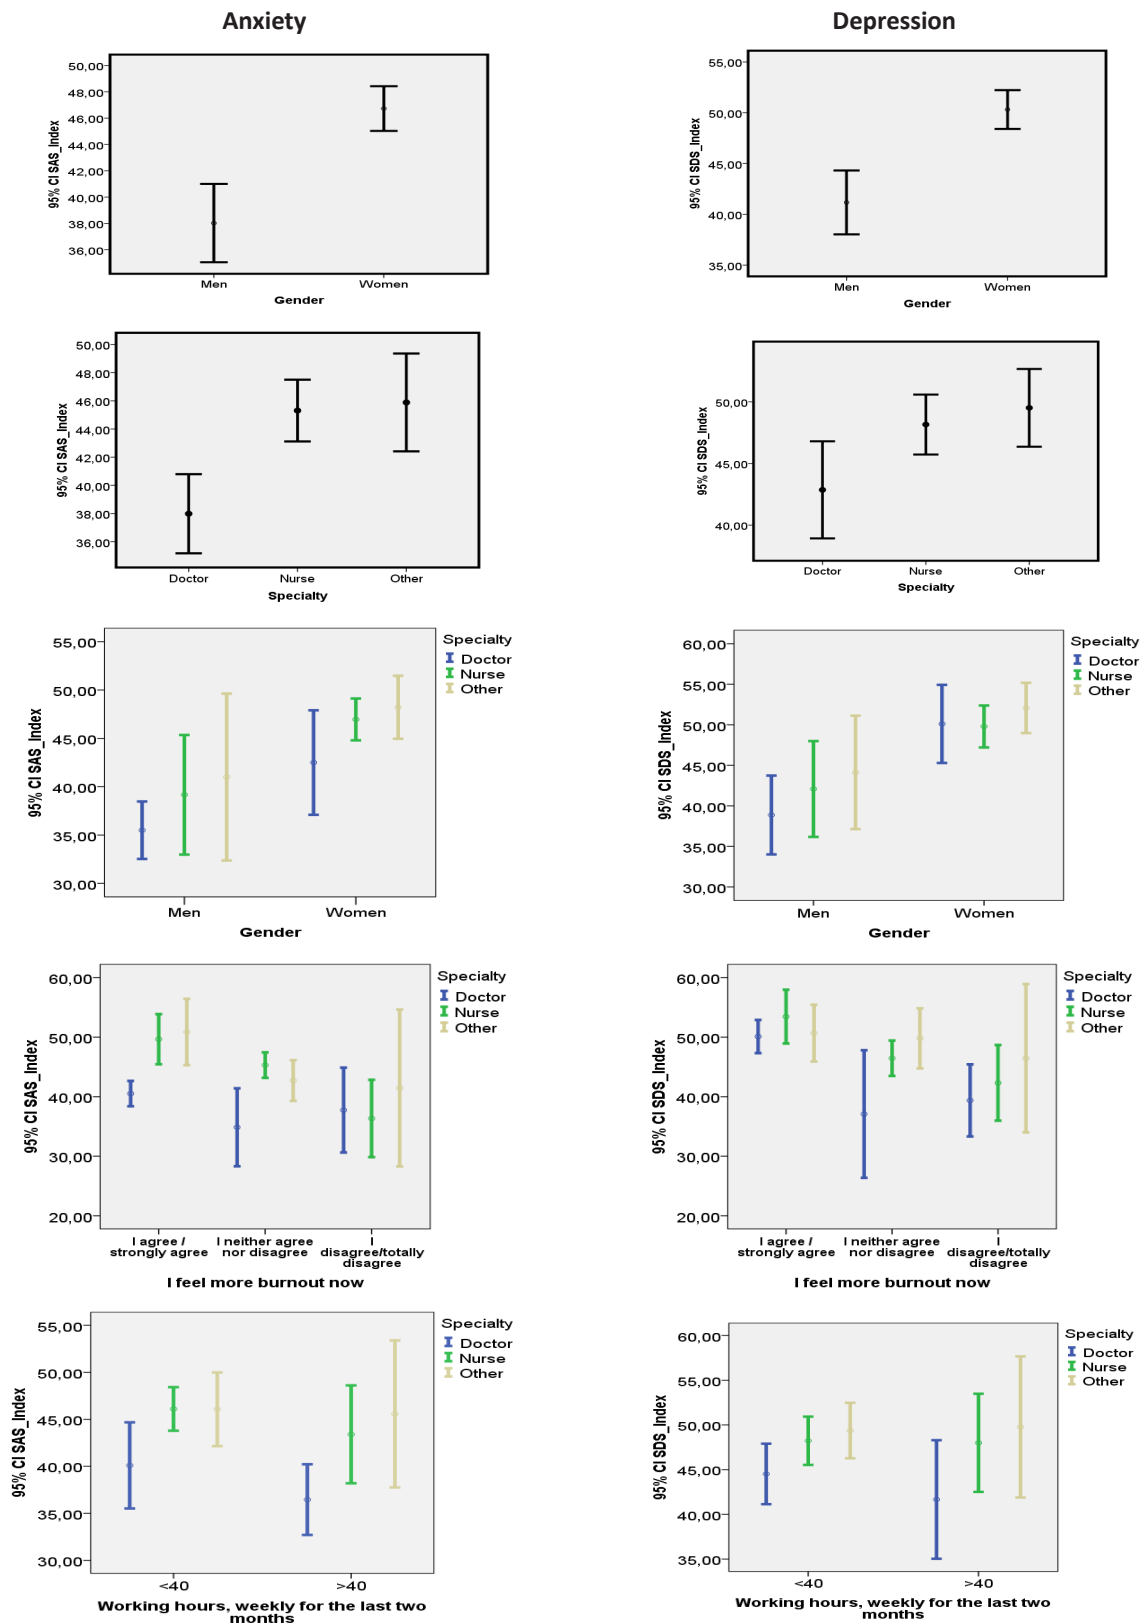 Anxiety
Depression
95% CI SAS_Index
50,00
48,00
46,00
44,00
42,00
40,00
38,00
36,00
Men
Women
Gender
95% CI SDS_Index
55,00
50,00
45,00
40,00
35,00
Men
Women
Gender
95% CI SAS_Index
50,00
48,00
46,00
44,00
42,00
40,00
38,00
36,00
Doctor
Nurse
Other
Specialty
95% CI SDS_Index
50,00
45,00
40,00
Doctor
Nurse
Other
Specialty
95% CI SAS_Index
55,00
50,00
45,00
40,00
35,00
30,00
Men
Women
Gender
Specialty
Doctor
Nurse
Other
95% CI SDS_Index
60,00
55,00
50,00
45,00
40,00
35,00
30,00
Men
Women
Gender
Specialty
Doctor
Nurse
Other
95% CI SAS_Index
60,00
50,00
40,00
30,00
20,00
I agree /
strongly agree
I neither agree
nor disagree
I
disagree/totally
disagree
I feel more burnout now
Specialty
Doctor
Nurse
Other
95% CI SDS_Index
60,00
50,00
40,00
30,00
20,00
I agree /
strongly agree
I neither agree
nor disagree
I
disagree/totally
disagree
I feel more burnout now
Specialty
Doctor
Nurse
Other
95% CI SAS_Index
55,00
50,00
45,00
40,00
35,00
30,00
<40
>40
Working hours, weekly for the last two
months
Specialty
Doctor
Nurse
Other
95% CI SDS_Index
60,00
55,00
50,00
45,00
40,00
35,00
<40
>40
Working hours, weekly for the last two
months
Specialty
Doctor
Nurse
Other